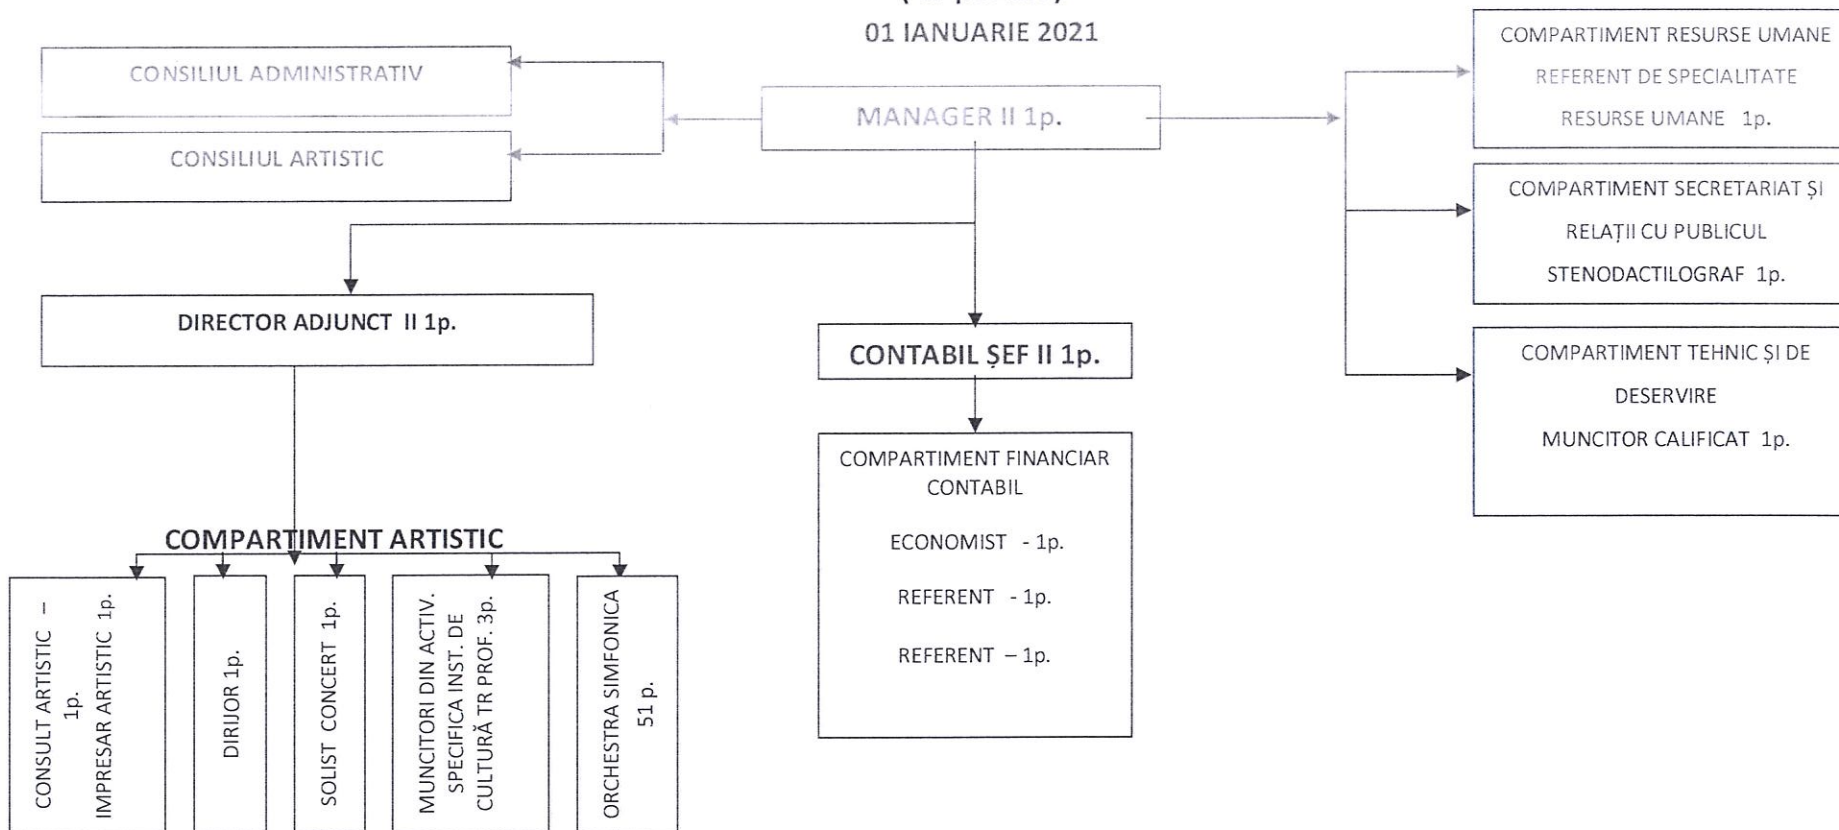 01 IANUARIE 2021
CONSILIUL ADMINISTRATIV
CONSILIUL ARTISTIC
MANAGER II 1p.
COMPARTIMENT RESURSE UMANE
REFERENT DE SPECIALITATE
RESURSE UMANE 1p.
COMPARTIMENT SECRETARIAT ȘI
RELAȚII CU PUBLICUL
STENODACTILOGRAF 1p.
COMPARTIMENT TEHNIC ȘI DE
DESERVIRE
MUNCITOR CALIFICAT 1p.
DIRECTOR ADJUNCT II 1p.
CONTABIL ȘEF II 1p.
COMPARTIMENT FINANCIAR
CONTABIL
ECONOMIST - 1p.
REFERENT - 1p.
REFERENT – 1p.
COMPARTIMENT ARTISTIC
CONSULT ARTISTIC –
1p.
IMPRESAR ARTISTIC 1p.
DIRIJOR 1p.
SOLIST CONCERT 1p.
MUNCITORI DIN ACTIV.
SPECIFICA INST. DE
CULTURĂ TR PROF. 3p.
ORCHESTRA SIMFONICA
51 p.